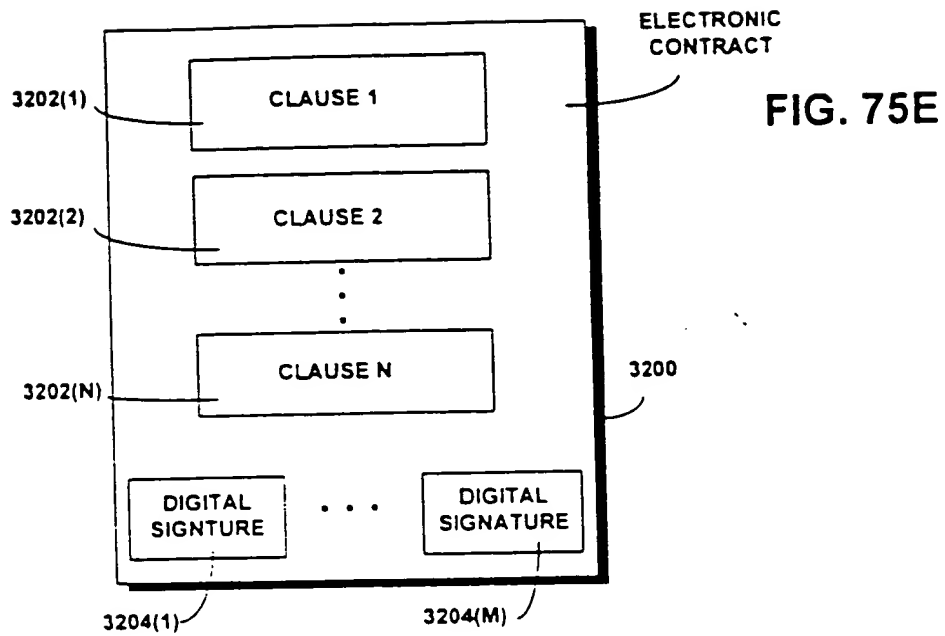 ELECTRONIC
CONTRACT
FIG. 75E
3202(1)
CLAUSE 1
3202(2)
CLAUSE 2
3202(N)
CLAUSE N
3200
DIGITAL
SIGNTURE
DIGITAL
SIGNATURE
3204(1)
3204(M)